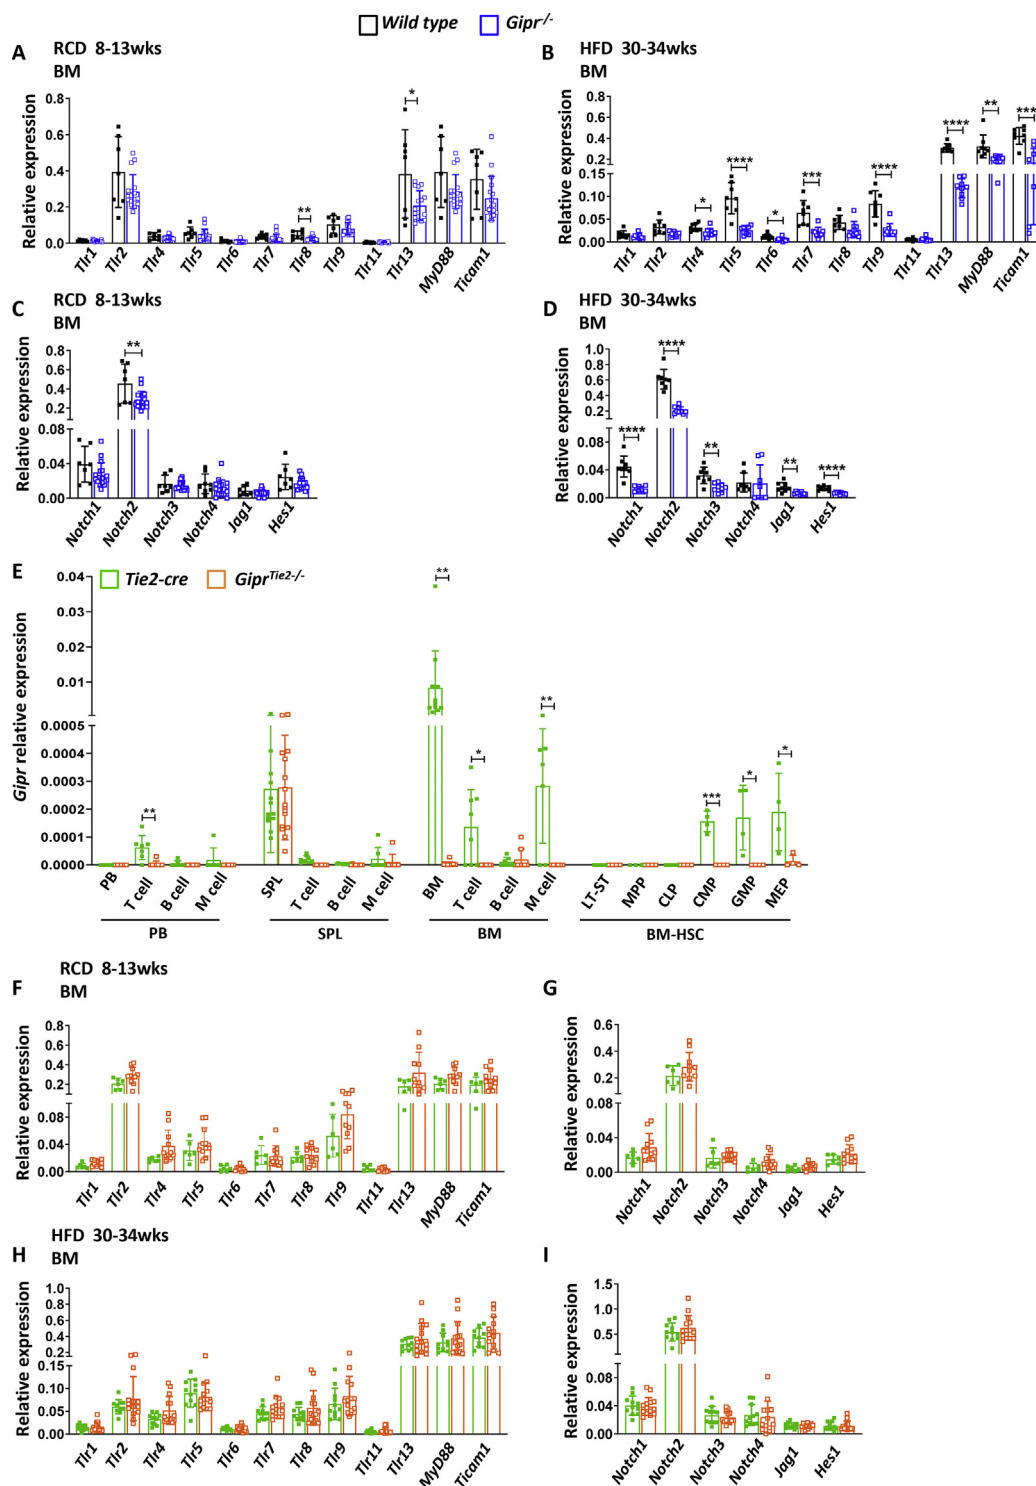 Wild type Gipr-/-
A RCD 8-13wks
BM
Relative expression
0.8
0.6
0.4
0.2
0.0
*
**
Tlr1 Tlr2 Tlr4 Tlr5 Tlr6 Tlr7 Tlr8 Tlr9 Tlr11 Tlr13 MyD88 Ticam1
B HFD 30-34wks
BM
Relative expression
0.6
0.4
0.2
0.15
0.10
0.05
0.00
* **** * *** **** **** ** ***
Tlr1 Tlr2 Tlr4 Tlr5 Tlr6 Tlr7 Tlr8 Tlr9 Tlr11 Tlr13 MyD88 Ticam1
C RCD 8-13wks
BM
Relative expression
0.8
0.6
0.4
0.2
0.08
0.04
0.00
**
Notch1 Notch2 Notch3 Notch4 Jag1 Hes1
D HFD 30-34wks
BM
Relative expression
1.0
0.8
0.6
0.4
0.2
0.08
0.04
0.00
**** **** ** ** ****
Notch1 Notch2 Notch3 Notch4 Jag1 Hes1
E Tie2-cre GiprTie2-/-
Gipr relative expression
0.04
0.03
0.02
0.01
0.0005
0.0004
0.0003
0.0002
0.0001
0.0000
** ** * ** *** * *
PB T cell B cell M cell SPL T cell B cell M cell BM T cell B cell M cell LT-ST MPP CLP CMP GMP MEP
PB SPL BM BM-HSC
RCD 8-13wks
F BM
Relative expression
0.8
0.6
0.4
0.2
0.08
0.04
0.00
Tlr1 Tlr2 Tlr4 Tlr5 Tlr6 Tlr7 Tlr8 Tlr9 Tlr11 Tlr13 MyD88 Ticam1
G
Relative expression
0.6
0.4
0.2
0.08
0.04
0.00
Notch1 Notch2 Notch3 Notch4 Jag1 Hes1
HFD 30-34wks
H BM
Relative expression
1.0
0.8
0.6
0.4
0.2
0.15
0.10
0.05
0.00
Tlr1 Tlr2 Tlr4 Tlr5 Tlr6 Tlr7 Tlr8 Tlr9 Tlr11 Tlr13 MyD88 Ticam1
I
Relative expression
1.5
1.0
0.5
0.08
0.04
0.00
Notch1 Notch2 Notch3 Notch4 Jag1 Hes1